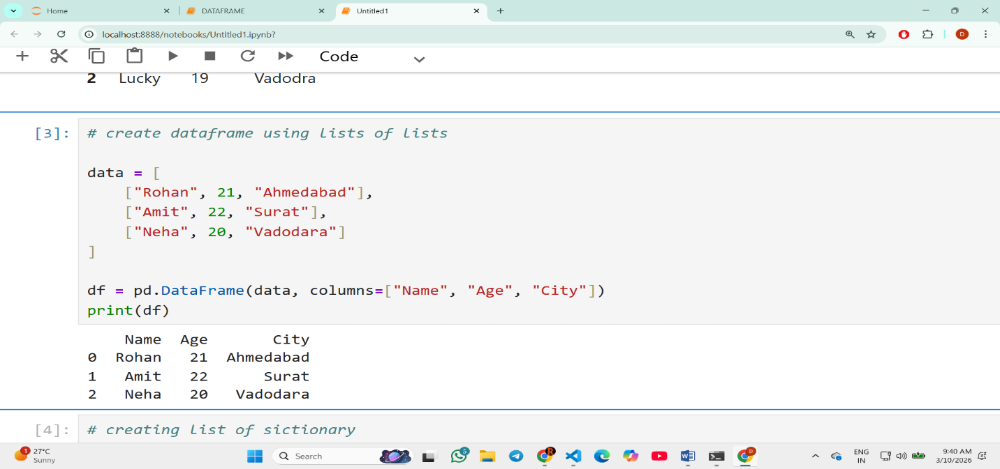 Home
DATAFRAME
Untitled1
localhost:8888/notebooks/Untitled1.ipynb?
D
Code
2 Lucky 19 Vadodra
[3]:
# create dataframe using lists of lists
data = [
["Rohan", 21, "Ahmedabad"],
["Amit", 22, "Surat"],
["Neha", 20, "Vadodara"]
]
df = pd.DataFrame(data, columns=["Name", "Age", "City"])
print(df)
Name Age City
0 Rohan 21 Ahmedabad
1 Amit 22 Surat
2 Neha 20 Vadodara
[4]:
# creating list of sictionary
1
27°C
Sunny
Search
5
R
D
ENG
IN
9:40 AM
3/10/2026